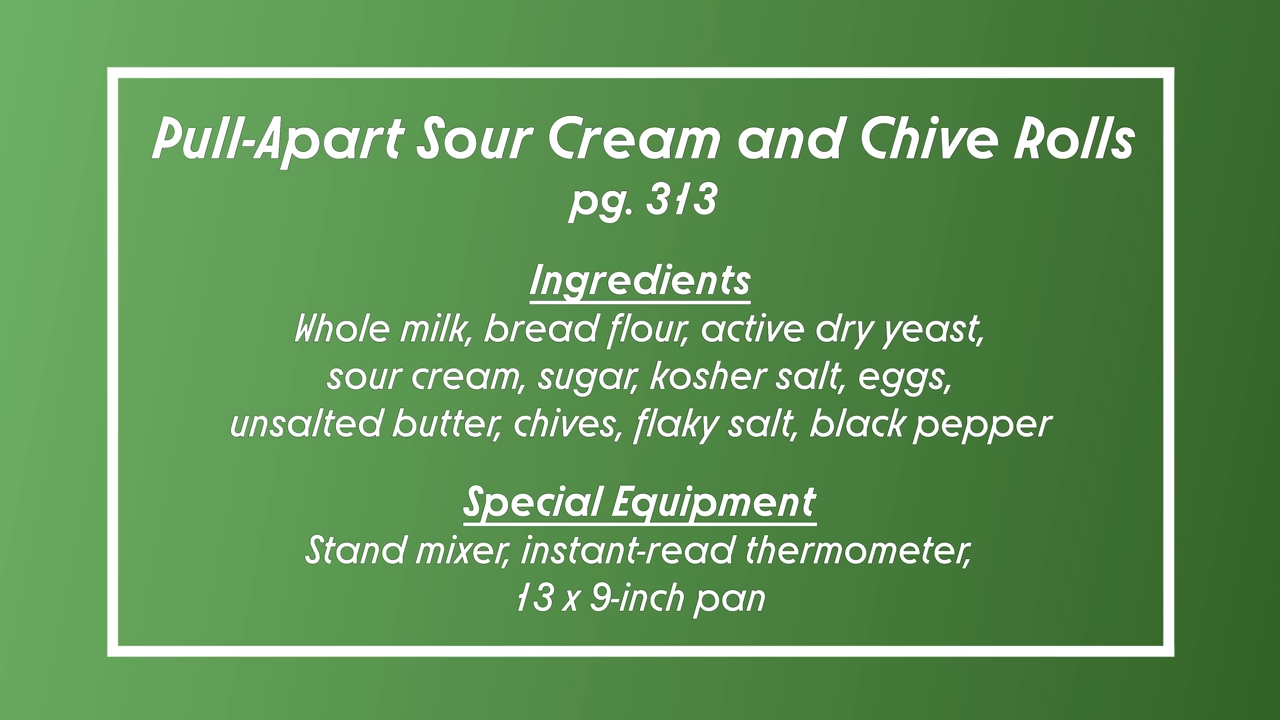 Pull-Apart Sour Cream and Chive Rolls
pg. 313
Ingredients
Whole milk, bread flour, active dry yeast,
sour cream, sugar, kosher salt, eggs,
unsalted butter, chives, flaky salt, black pepper
Special Equipment
Stand mixer, instant-read thermometer,
13 x 9-inch pan